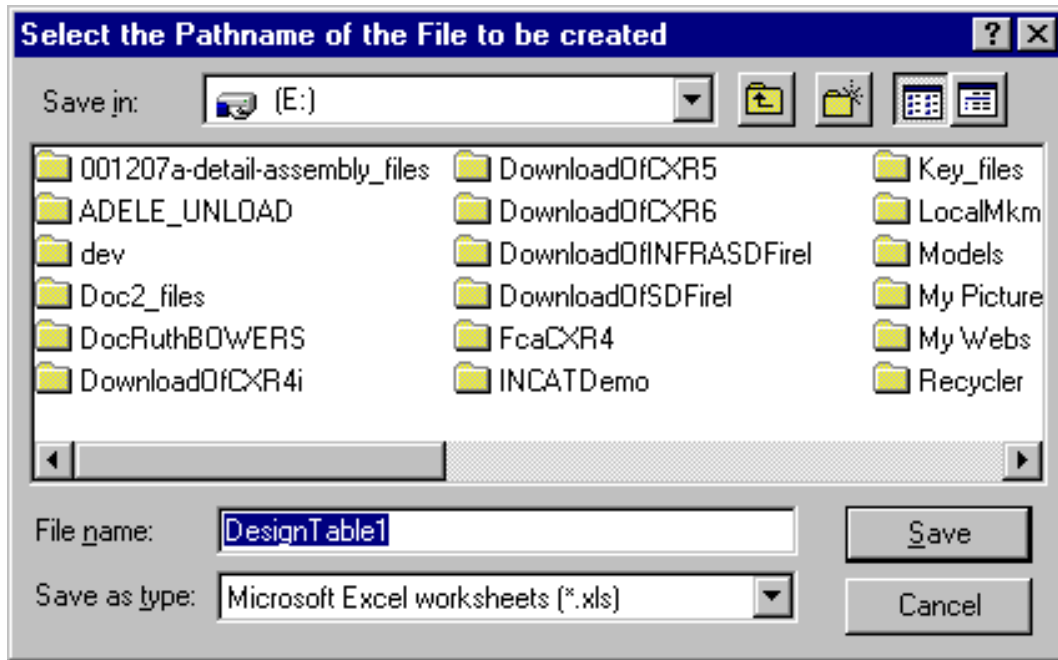 Select the Pathname of the File to be created
Save in: (E:)
001207a-detail-assembly_files DownloadOfCXR5 Key_files
ADELE_UNLOAD DownloadOfCXR6 LocalMkm
dev DownloadOfINFRASDFirel Models
Doc2_files DownloadOfSDFirel My Picture
DocRuthBOWERS FcaCXR4 My Webs
DownloadOfCXR4i INCATDemo Recycler
File name: DesignTable1 Save
Save as type: Microsoft Excel worksheets (*.xls) Cancel